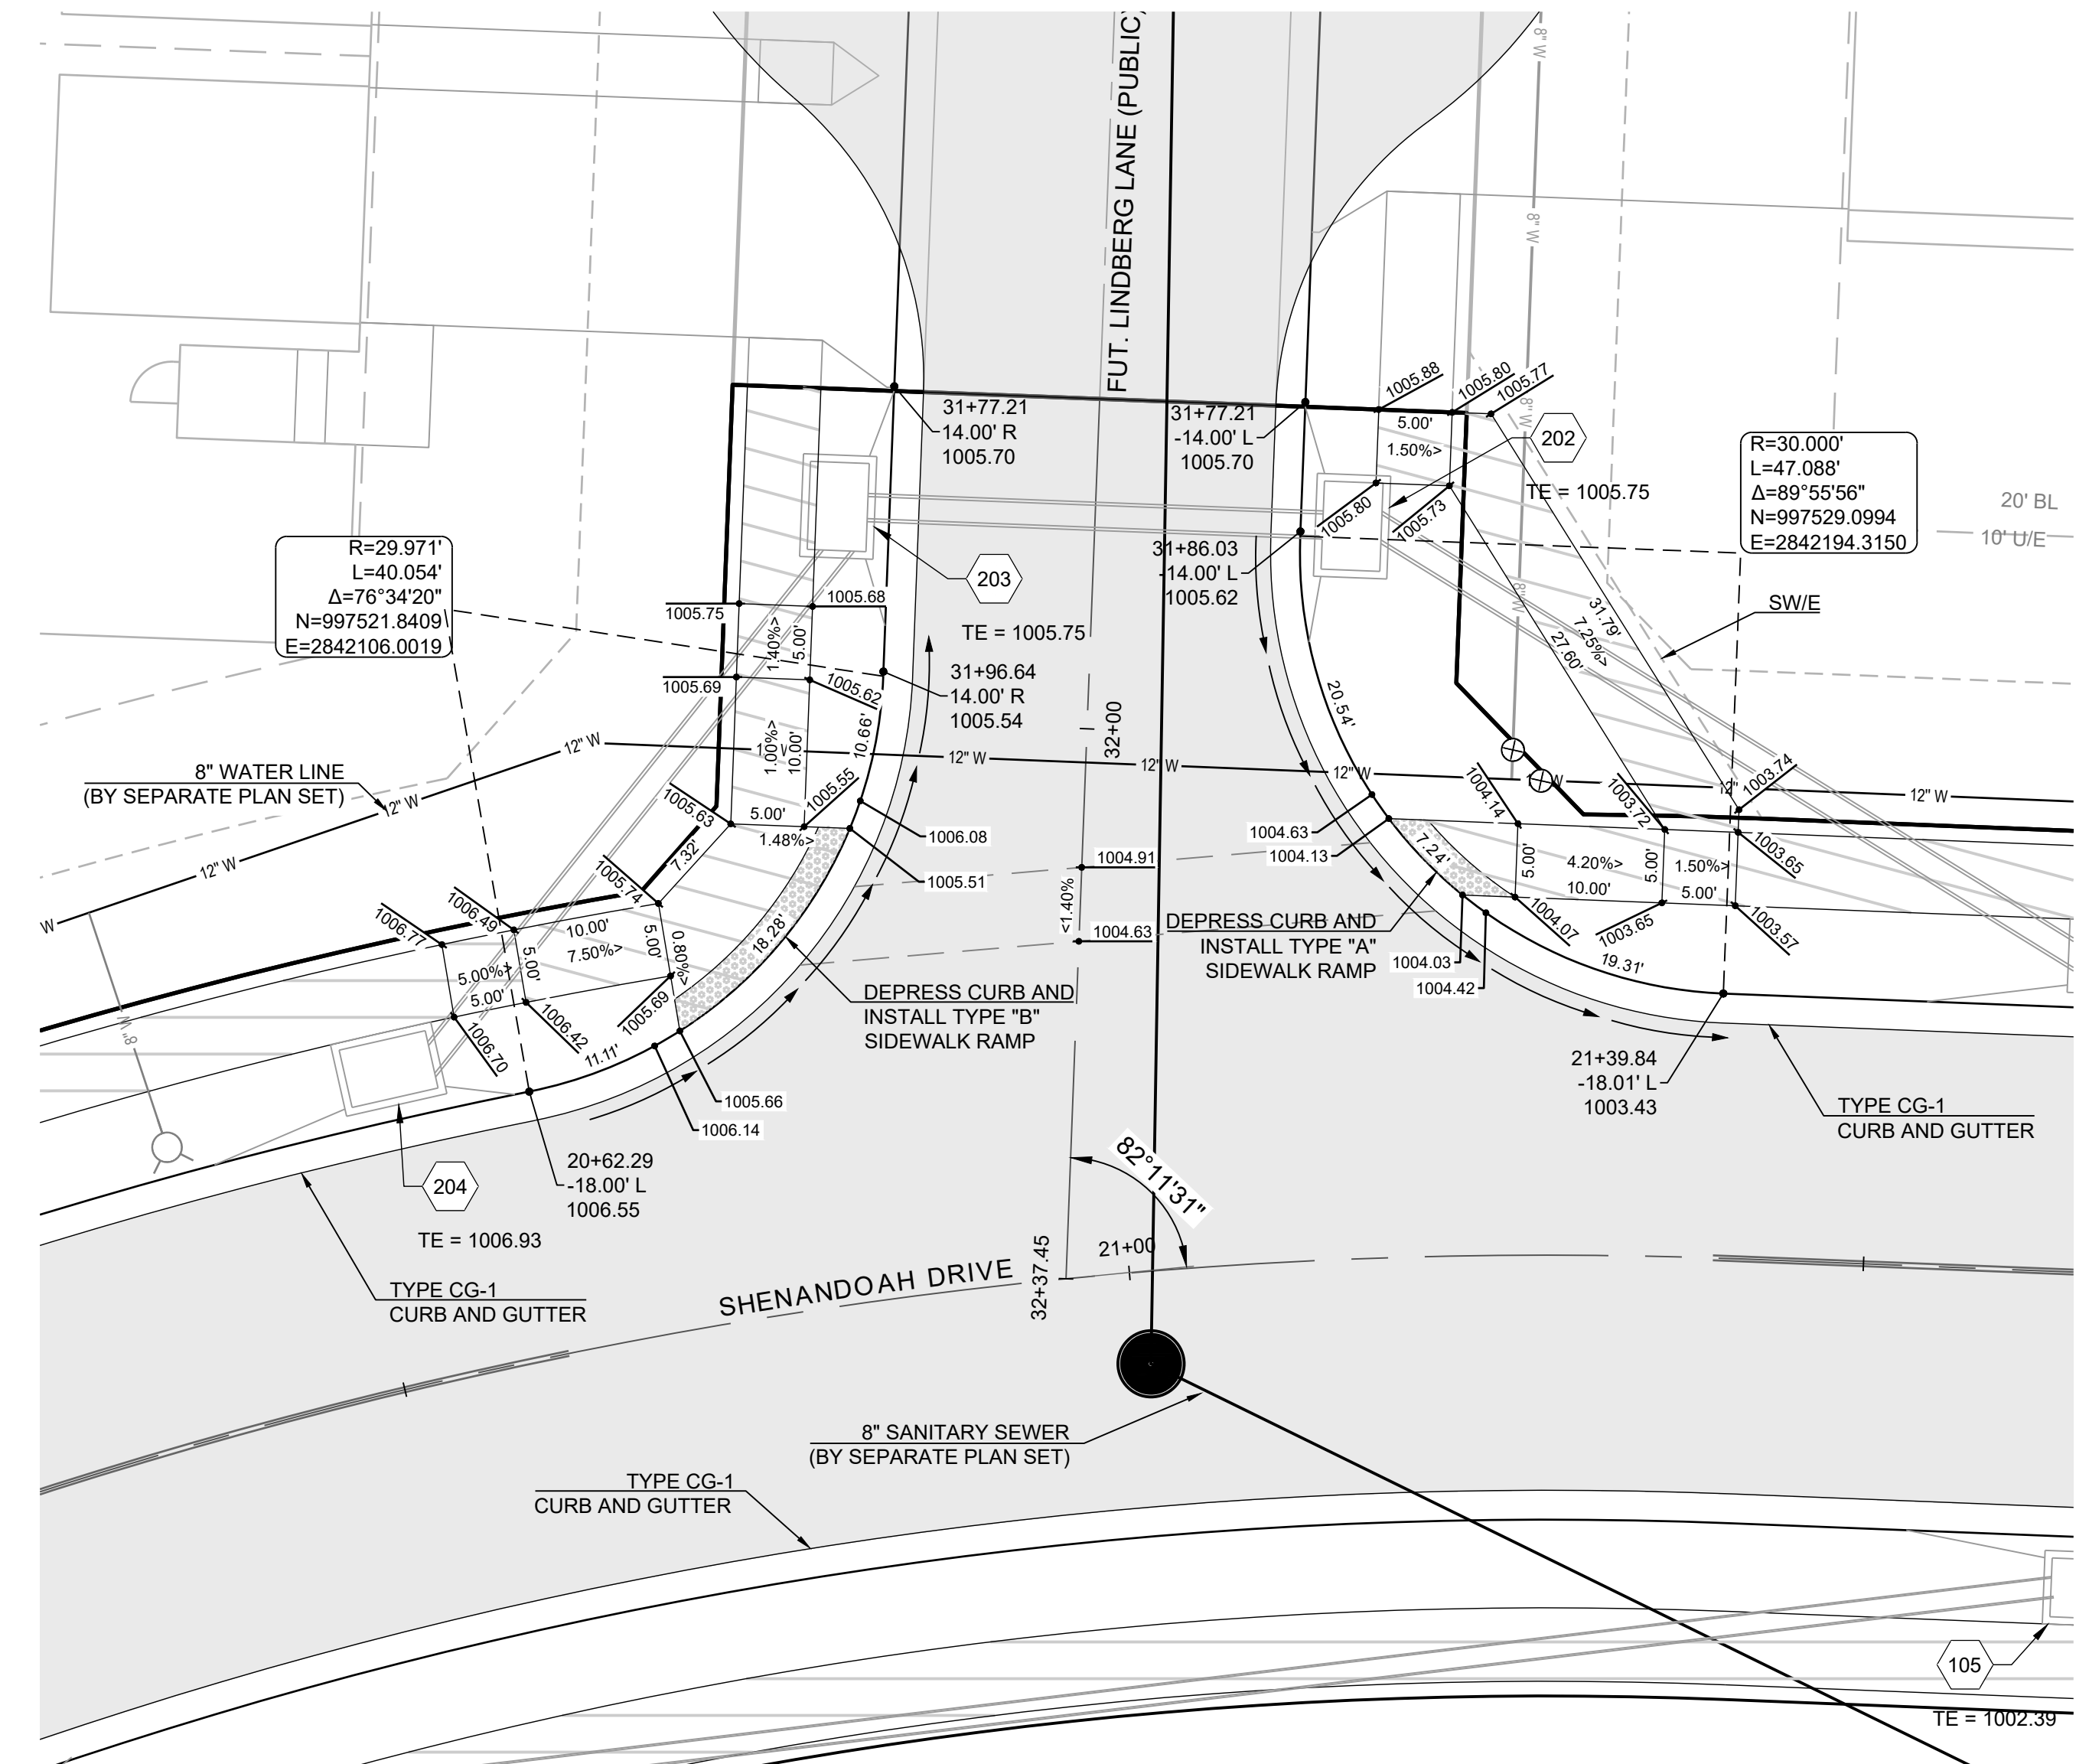 FUT. LINDBERG LANE (PUBLIC)
8" W
8" W
8" W
8" W
31+77.21
14.00' R
1005.70
31+77.21
-14.00' L
1005.70
1005.88
1005.80
1005.77
5.00'
1.50%>
202
1005.80
1005.73
TE = 1005.75
R=30.000'
L=47.088'
Δ=89°55'56"
N=997529.0994
E=2842194.3150
20' BL
10' U/E
R=29.971'
L=40.054'
Δ=76°34'20"
N=997521.8409
E=2842106.0019
203
31+86.03
-14.00' L
1005.62
1005.75
1005.68
1.40%>
5.00'
TE = 1005.75
31+96.64
14.00' R
1005.54
1005.69
1005.62
SW/E
31.79'
7.25%>
27.60'
20.54'
32+00
10.66'
1.00%>
10.00'
8" WATER LINE
(BY SEPARATE PLAN SET)
12" W
12" W
12" W
12" W
12" W
12" W
12" W
12"
W
1005.63
1005.55
5.00'
1.48%>
7.32'
1006.08
1005.51
1004.91
<1.40%
1004.63
1004.63
1004.13
7.24'
1004.14
1003.72
1003.74
1003.65
5.00'
4.20%>
10.00'
5.00'
1.50%>
5.00'
1004.07
1003.65
1003.57
1004.03
1004.42
19.31'
DEPRESS CURB AND
INSTALL TYPE "A"
SIDEWALK RAMP
1005.74
1006.49
1006.77
10.00'
7.50%>
5.00'
0.80%>
5.00%>
5.00'
5.00'
18.28'
1005.69
1006.42
1006.70
11.11'
8" W
DEPRESS CURB AND
INSTALL TYPE "B"
SIDEWALK RAMP
1005.66
1006.14
21+39.84
-18.01' L
1003.43
TYPE CG-1
CURB AND GUTTER
82°11'31"
20+62.29
-18.00' L
1006.55
204
TE = 1006.93
TYPE CG-1
CURB AND GUTTER
SHENANDOAH DRIVE
32+37.45
21+00
8" SANITARY SEWER
(BY SEPARATE PLAN SET)
TYPE CG-1
CURB AND GUTTER
105
TE = 1002.39